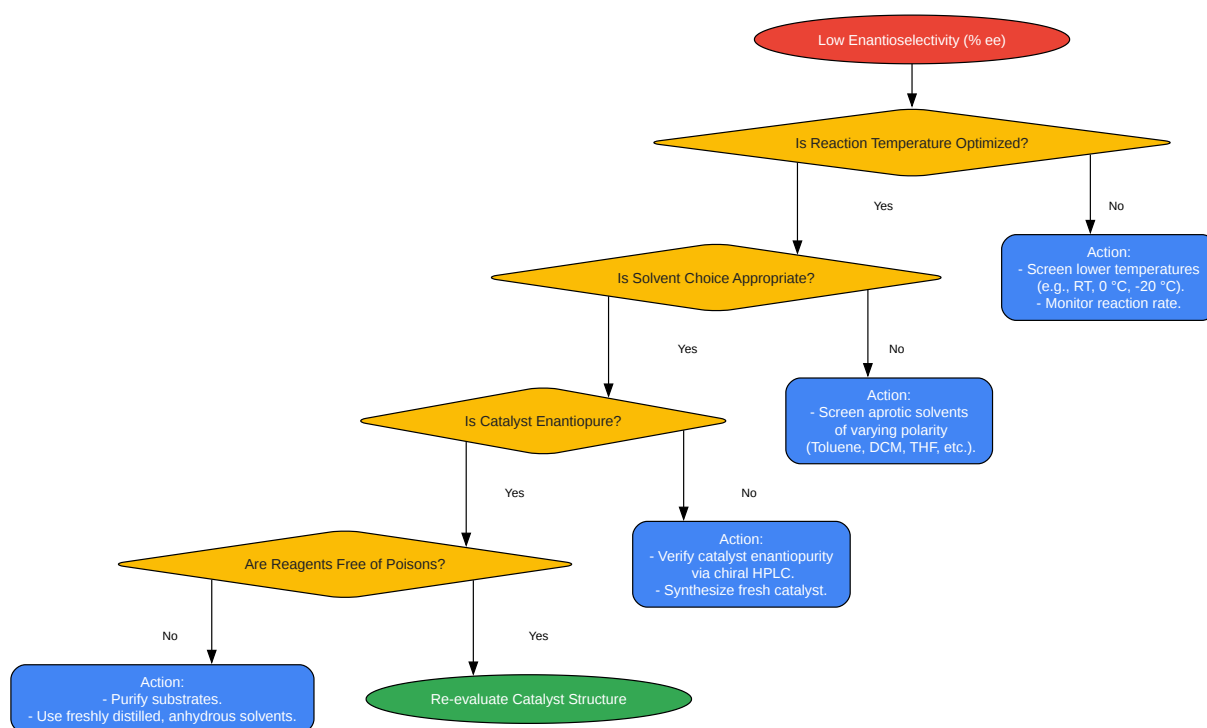 Low Enantioselectivity (% ee)
Is Reaction Temperature Optimized?
Yes
No
Is Solvent Choice Appropriate?
Action:
- Screen lower temperatures
(e.g., RT, 0 °C, -20 °C).
- Monitor reaction rate.
Yes
No
Is Catalyst Enantiopure?
Action:
- Screen aprotic solvents
of varying polarity
(Toluene, DCM, THF, etc.).
Yes
No
Are Reagents Free of Poisons?
Action:
- Verify catalyst enantiopurity
via chiral HPLC.
- Synthesize fresh catalyst.
No
Yes
Action:
- Purify substrates.
- Use freshly distilled, anhydrous solvents.
Re-evaluate Catalyst Structure